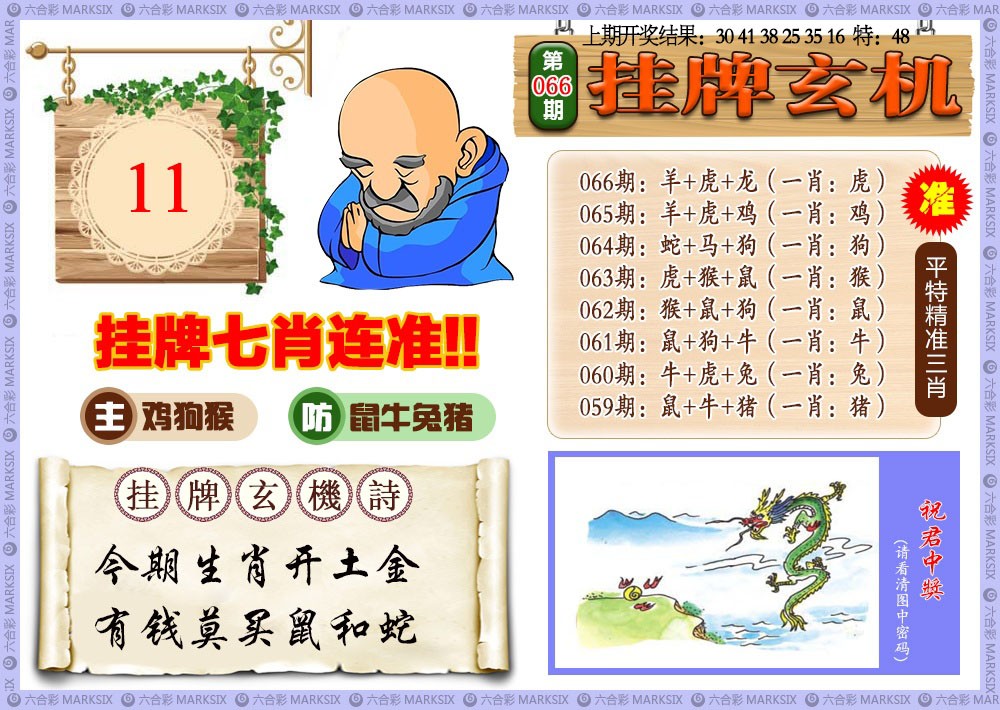 六合彩 MARKSIX
上期开奖结果：30 41 38 25 35 16 特：48
第
066
期
挂牌玄机
11
挂牌七肖连准!!
主 鸡狗猴
防 鼠牛兔猪
挂牌玄機詩
今期生肖开土金
有钱莫买鼠和蛇
066期：羊+虎+龙（一肖：虎）
065期：羊+虎+鸡（一肖：鸡）
064期：蛇+马+狗（一肖：狗）
063期：虎+猴+鼠（一肖：猴）
062期：猴+鼠+狗（一肖：鼠）
061期：鼠+狗+牛（一肖：牛）
060期：牛+虎+兔（一肖：兔）
059期：鼠+牛+猪（一肖：猪）
准
平特精准三肖
祝君中奬
（请看清图中密码）